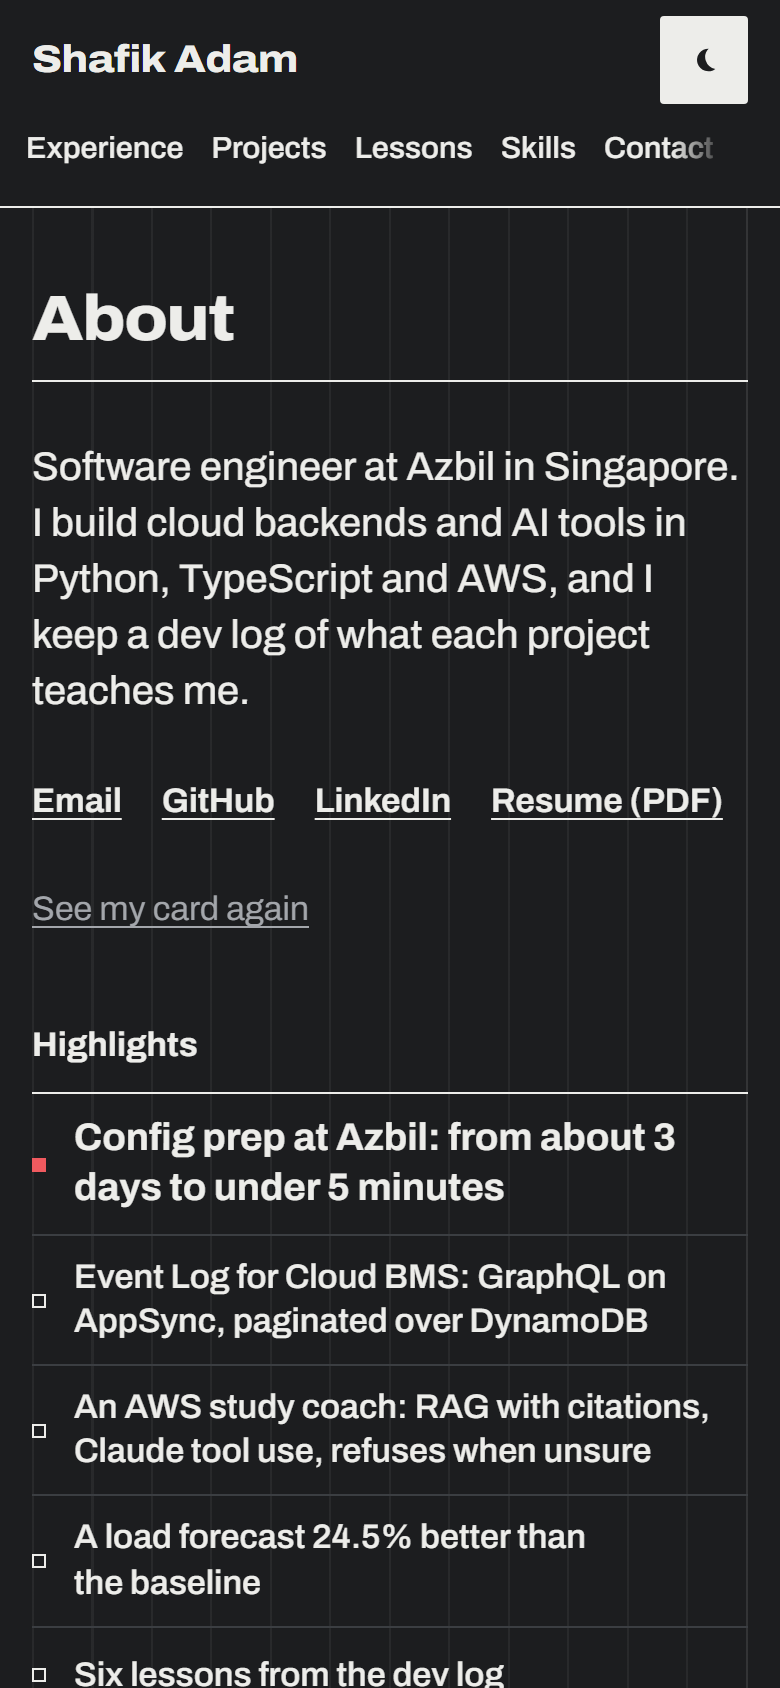 Shafik Adam
Experience Projects Lessons Skills Contact
About
Software engineer at Azbil in Singapore.
I build cloud backends and AI tools in
Python, TypeScript and AWS, and I
keep a dev log of what each project
teaches me.
Email GitHub LinkedIn Resume (PDF)
See my card again
Highlights
Config prep at Azbil: from about 3
days to under 5 minutes
Event Log for Cloud BMS: GraphQL on
AppSync, paginated over DynamoDB
An AWS study coach: RAG with citations,
Claude tool use, refuses when unsure
A load forecast 24.5% better than
the baseline
Six lessons from the dev log